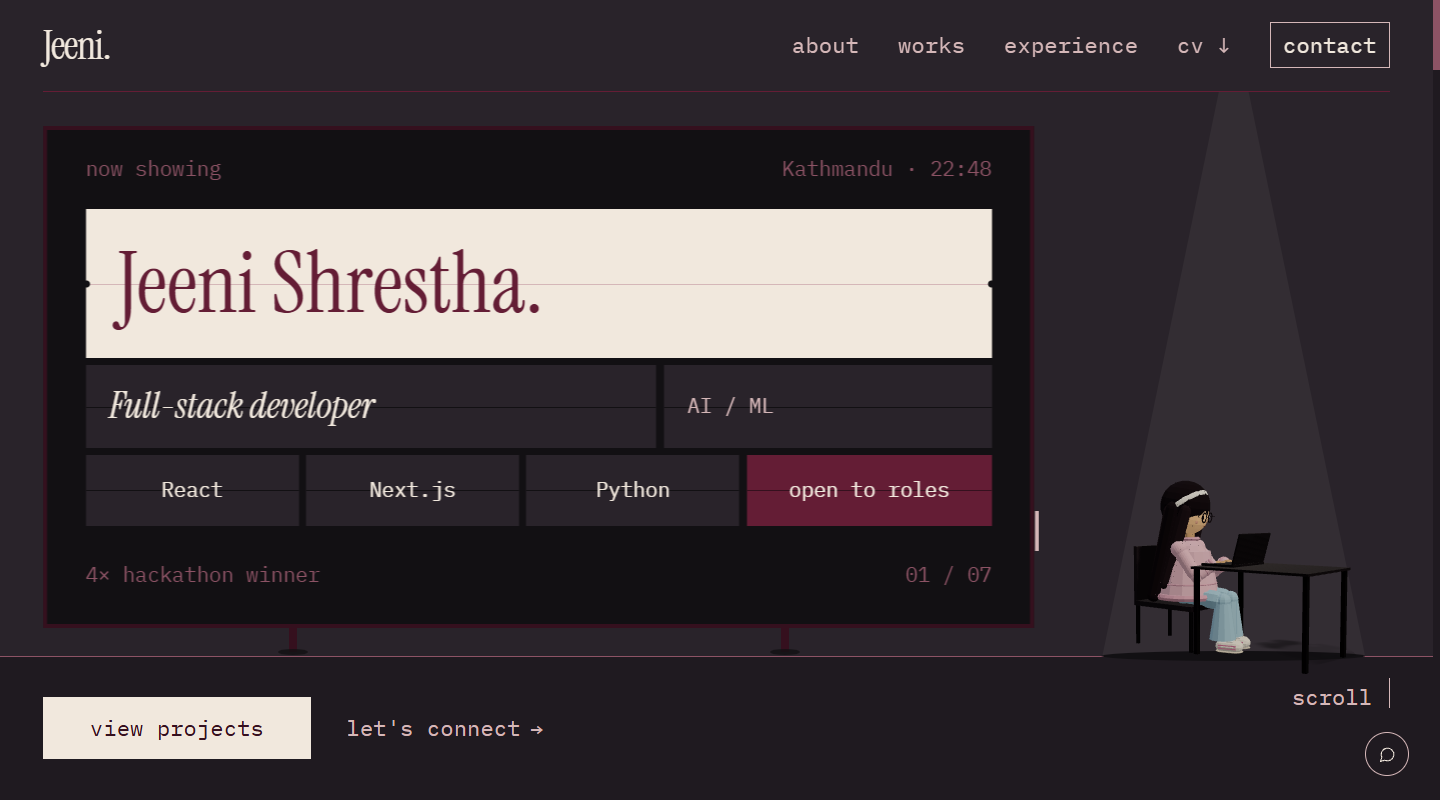 Jeeni. about works experience cv ↓ contact
now showing Kathmandu · 22:48
Jeeni Shrestha.
Full-stack developer AI / ML
React Next.js Python open to roles
4× hackathon winner 01 / 07
scroll
view projects let's connect →